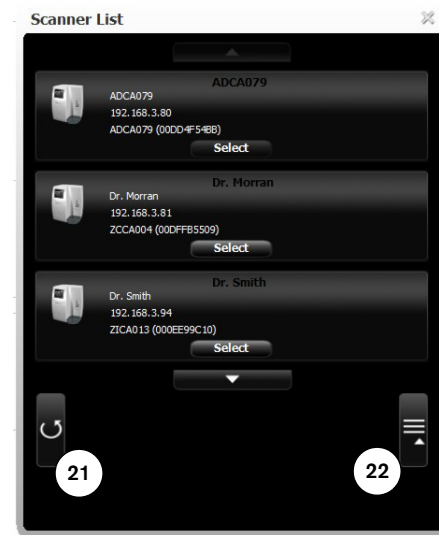 Scanner List
ADCA079
ADCA079
192.168.3.80
ADCA079 (00DD4F54BB)
Select
Dr. Morran
Dr. Morran
192.168.3.81
ZCCA004 (00DFFB5509)
Select
Dr. Smith
Dr. Smith
192.168.3.94
ZICA013 (000EE99C10)
Select
21
22